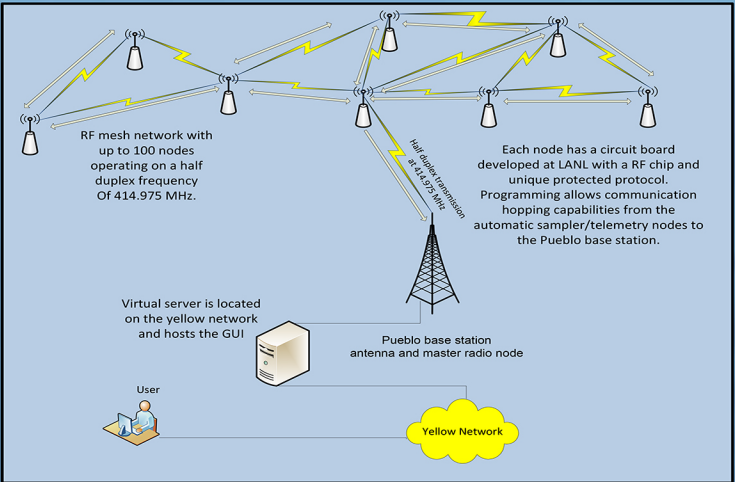 RF mesh network with
up to 100 nodes
operating on a half
duplex frequency
Of 414.975 MHz.
Half duplex transmission
at 414.975 MHz
Each node has a circuit board
developed at LANL with a RF chip and
unique protected protocol.
Programming allows communication
hopping capabilities from the
automatic sampler/telemetry nodes to
the Pueblo base station.
Virtual server is located
on the yellow network
and hosts the GUI
Pueblo base station
antenna and master radio node
User
Yellow Network